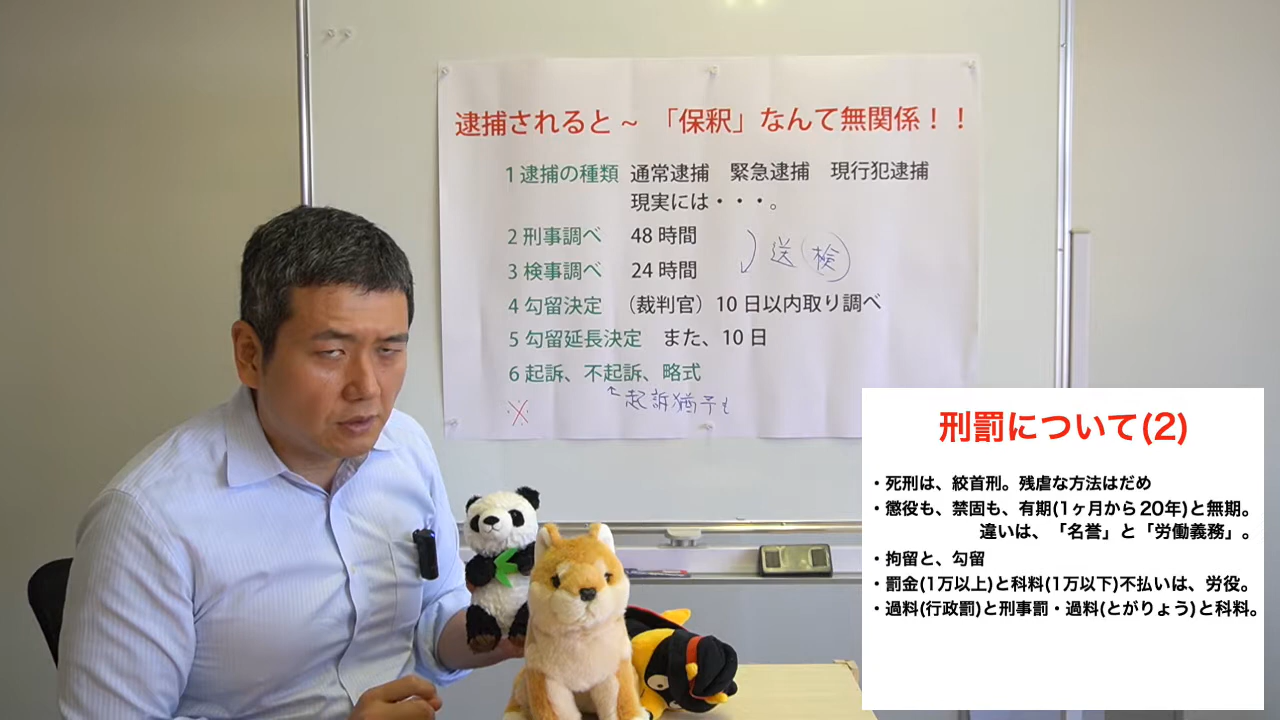 逮捕されると～「保釈」なんて無関係！！
1 逮捕の種類 通常逮捕 緊急逮捕 現行犯逮捕
現実には・・・。
2 刑事調べ 48 時間
3 検事調べ 24 時間
送検
4 勾留決定 （裁判官）10 日以内取り調べ
5 勾留延長決定 また、10 日
6 起訴、不起訴、略式
※ 起訴猶予も
刑罰について(2)
・死刑は、絞首刑。残虐な方法はだめ
・懲役も、禁固も、有期(1ヶ月から20年)と無期。
違いは、「名誉」と「労働義務」。
・拘留と、勾留
・罰金(1万以上)と科料(1万以下)不払いは、労役。
・過料(行政罰)と刑事罰・過料(とがりょう)と科料。